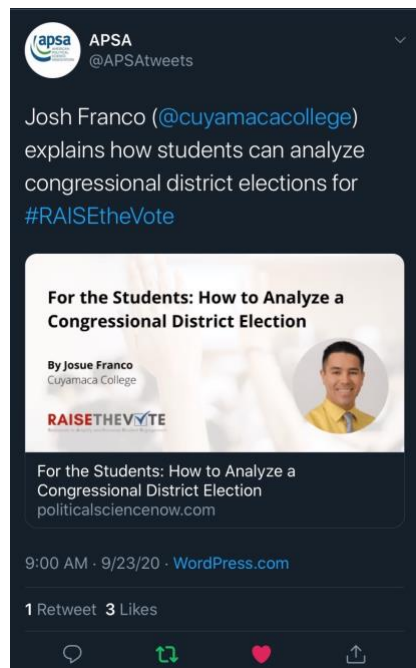 apsa
APSA
@APSAtweets
Josh Franco (@cuyamacacollege)
explains how students can analyze
congressional district elections for
#RAISEtheVote
For the Students: How to Analyze a
Congressional District Election
By Josue Franco
Cuyamaca College
RAISETHEVOTE
For the Students: How to Analyze a
Congressional District Election
politicalsciencenow.com
9:00 AM · 9/23/20 · WordPress.com
1 Retweet 3 Likes